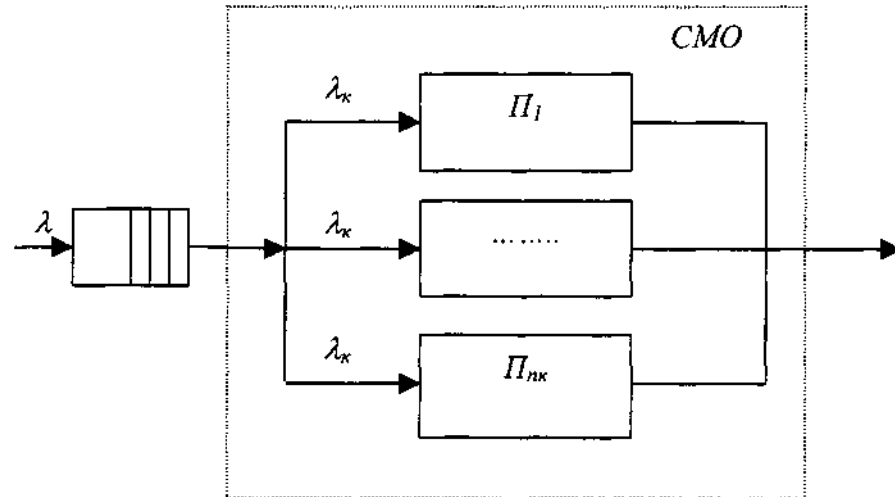 СМО
λк
П1
λ
λк
.........
λк
Пnк